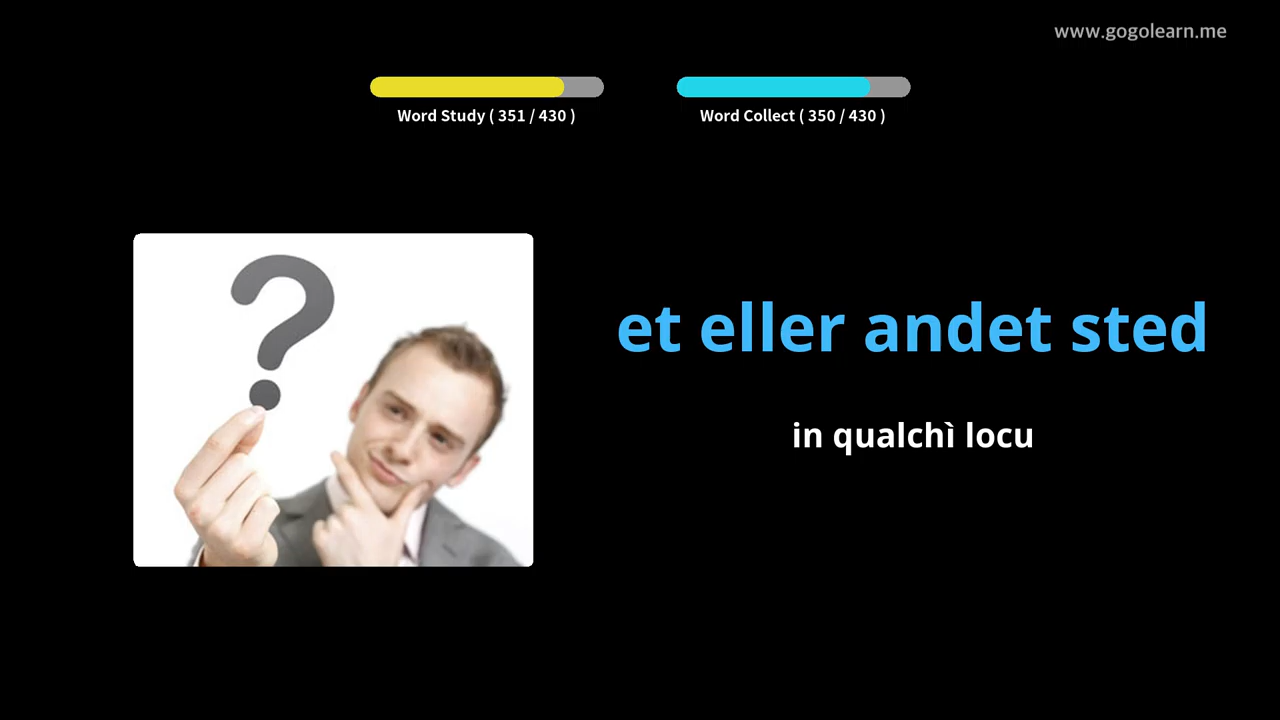 www.gogolearn.me
Word Study ( 351 / 430 )
Word Collect ( 350 / 430 )
?
et eller andet sted
in qualchì locu